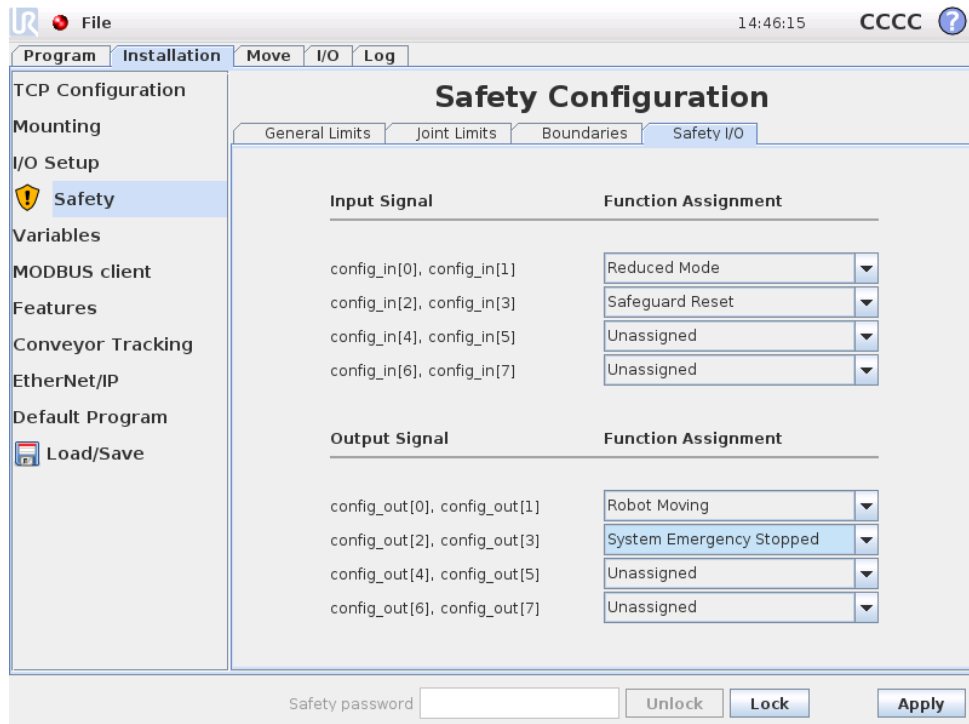 UR File 14:46:15 CCCC ?
Program Installation Move I/O Log
TCP Configuration
Mounting
I/O Setup
Safety
Variables
MODBUS client
Features
Conveyor Tracking
EtherNet/IP
Default Program
Load/Save
Safety Configuration
General Limits Joint Limits Boundaries Safety I/O
Input Signal Function Assignment
config_in[0], config_in[1] Reduced Mode
config_in[2], config_in[3] Safeguard Reset
config_in[4], config_in[5] Unassigned
config_in[6], config_in[7] Unassigned
Output Signal Function Assignment
config_out[0], config_out[1] Robot Moving
config_out[2], config_out[3] System Emergency Stopped
config_out[4], config_out[5] Unassigned
config_out[6], config_out[7] Unassigned
Safety password Unlock Lock Apply